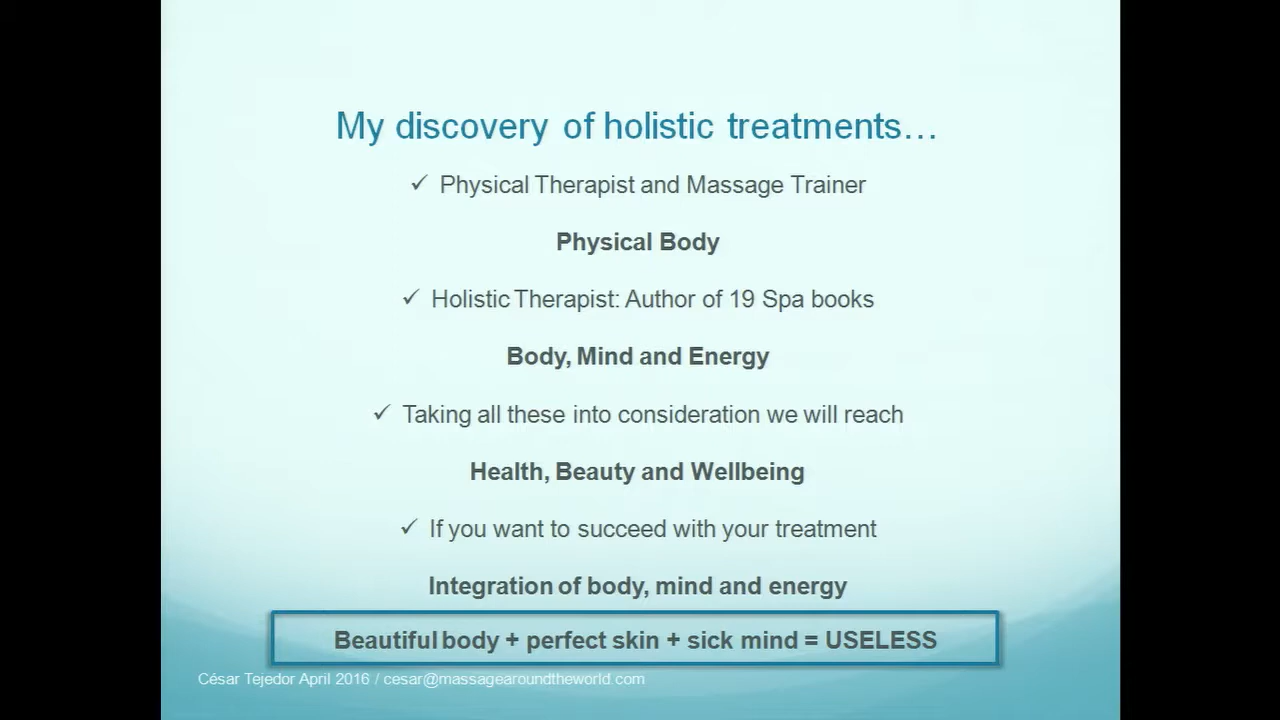 My discovery of holistic treatments…
✓ Physical Therapist and Massage Trainer
Physical Body
✓ Holistic Therapist: Author of 19 Spa books
Body, Mind and Energy
✓ Taking all these into consideration we will reach
Health, Beauty and Wellbeing
✓ If you want to succeed with your treatment
Integration of body, mind and energy
Beautiful body + perfect skin + sick mind = USELESS
César Tejedor April 2016 / cesar@massagearoundtheworld.com